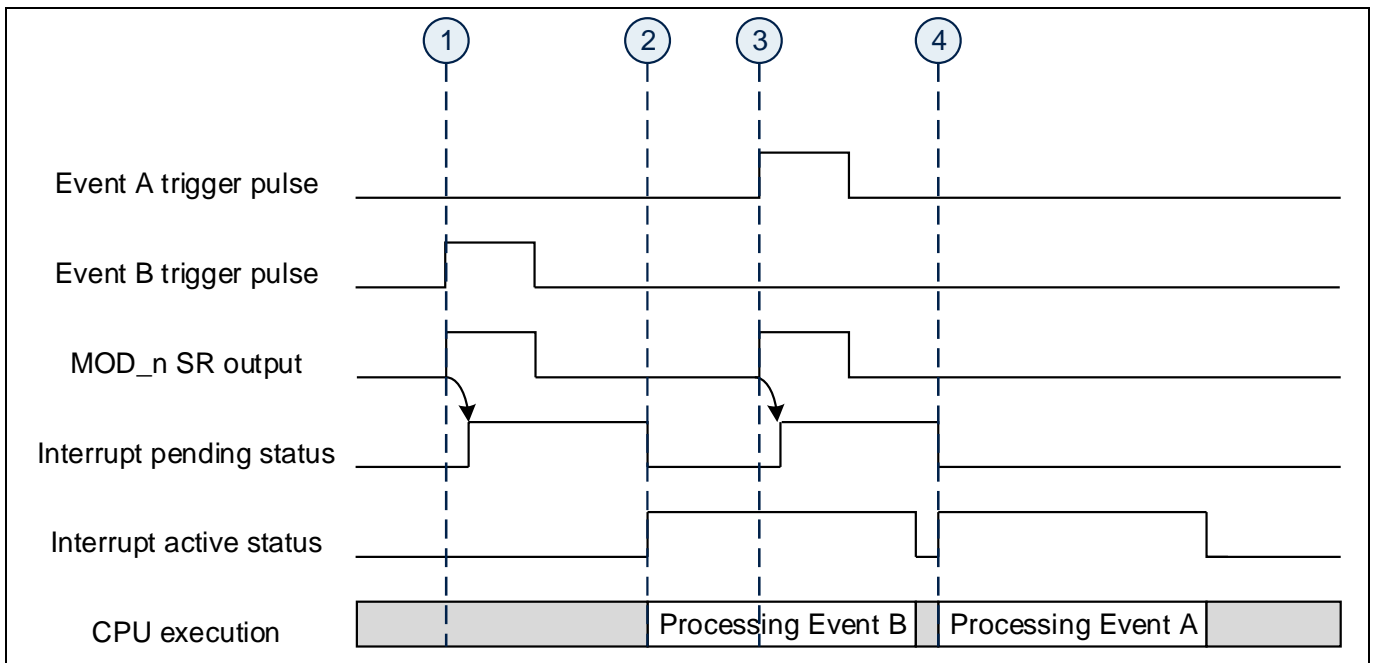 1 2 3 4
Event A trigger pulse
Event B trigger pulse
MOD_n SR output
Interrupt pending status
Interrupt active status
CPU execution Processing Event B Processing Event A